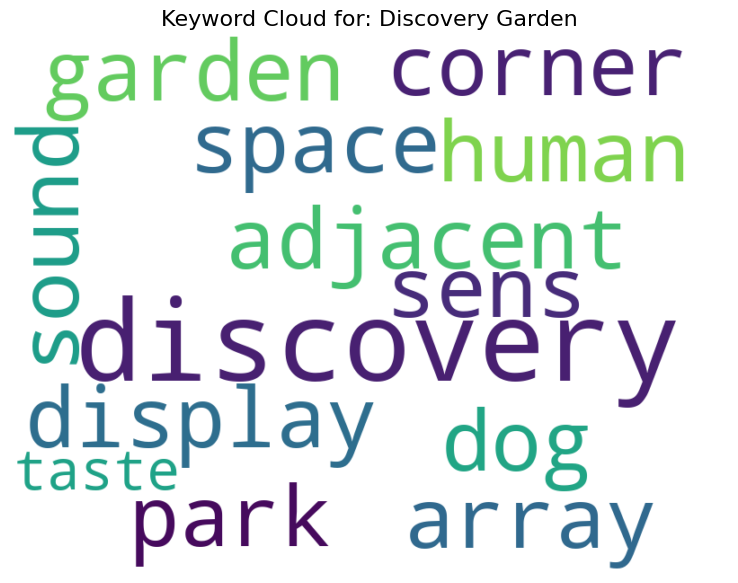 Keyword Cloud for: Discovery Garden
garden
corner
space
human
sound
adjacent
sens
discovery
display
dog
taste
park
array